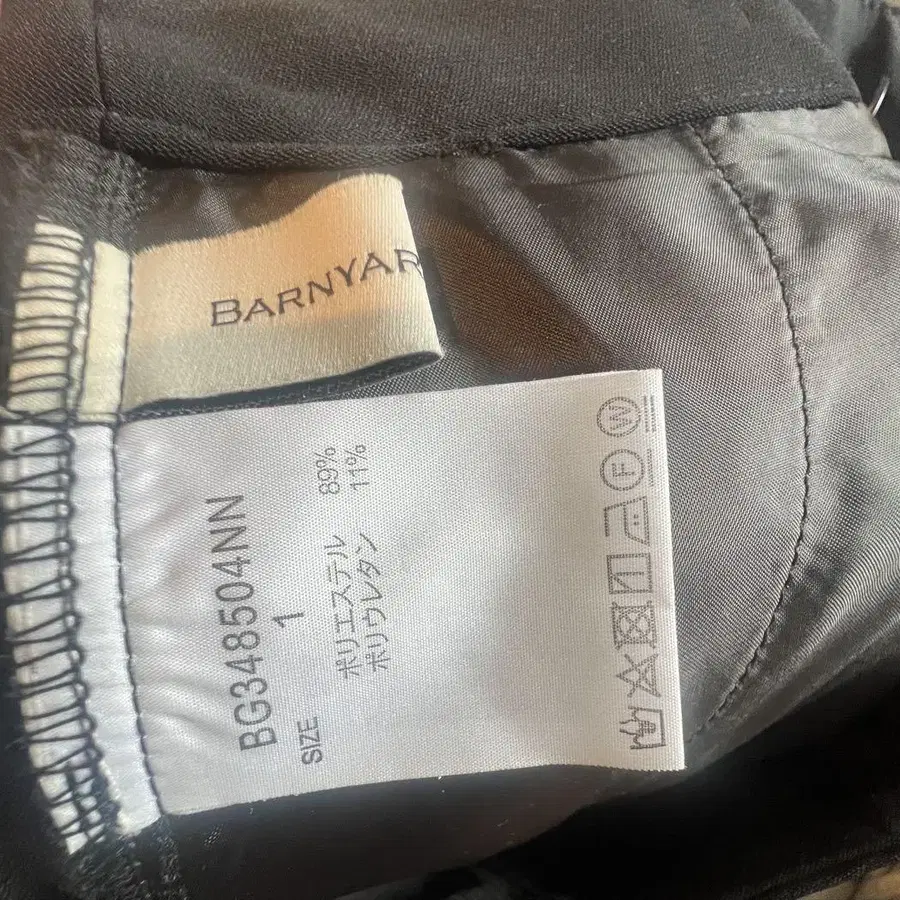 BARNYAR
BG348504NN
SIZE 1
ポリエステル 89%
ポリウレタン 11%
F
W